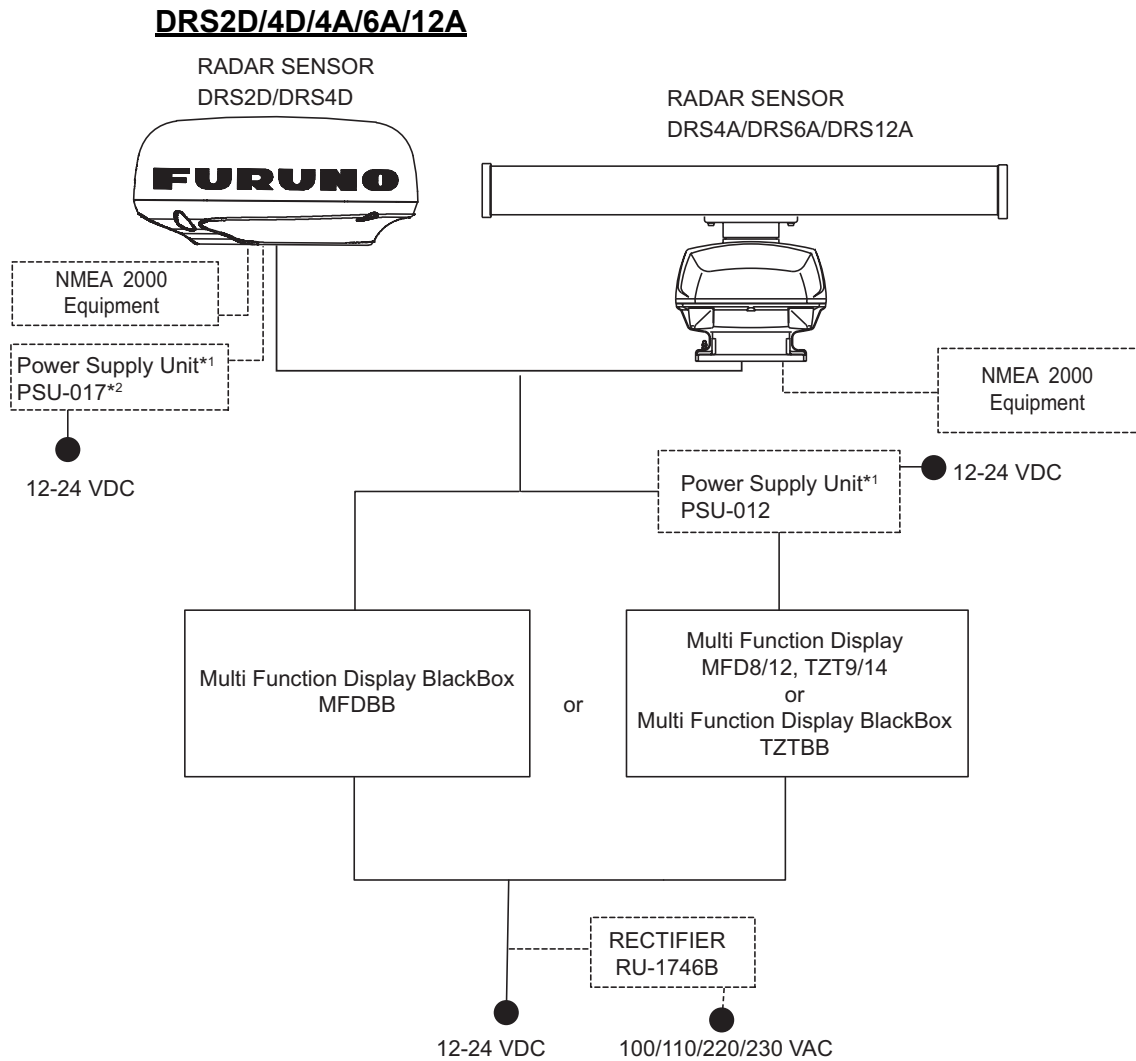 DRS2D/4D/4A/6A/12A
RADAR SENSOR
DRS2D/DRS4D
RADAR SENSOR
DRS4A/DRS6A/DRS12A
FURUNO
NMEA 2000
Equipment
Power Supply Unit*1
PSU-017*2
12-24 VDC
NMEA 2000
Equipment
Power Supply Unit*1
PSU-012
12-24 VDC
Multi Function Display BlackBox
MFDBB
or
Multi Function Display
MFD8/12, TZT9/14
or
Multi Function Display BlackBox
TZTBB
RECTIFIER
RU-1746B
12-24 VDC
100/110/220/230 VAC